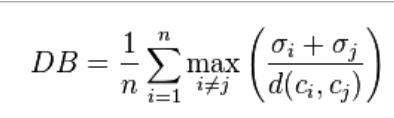 DB = \frac{1}{n} \sum_{i=1}^{n} \max_{i \neq j} \left( \frac{\sigma_i + \sigma_j}{d(c_i, c_j)} \right)